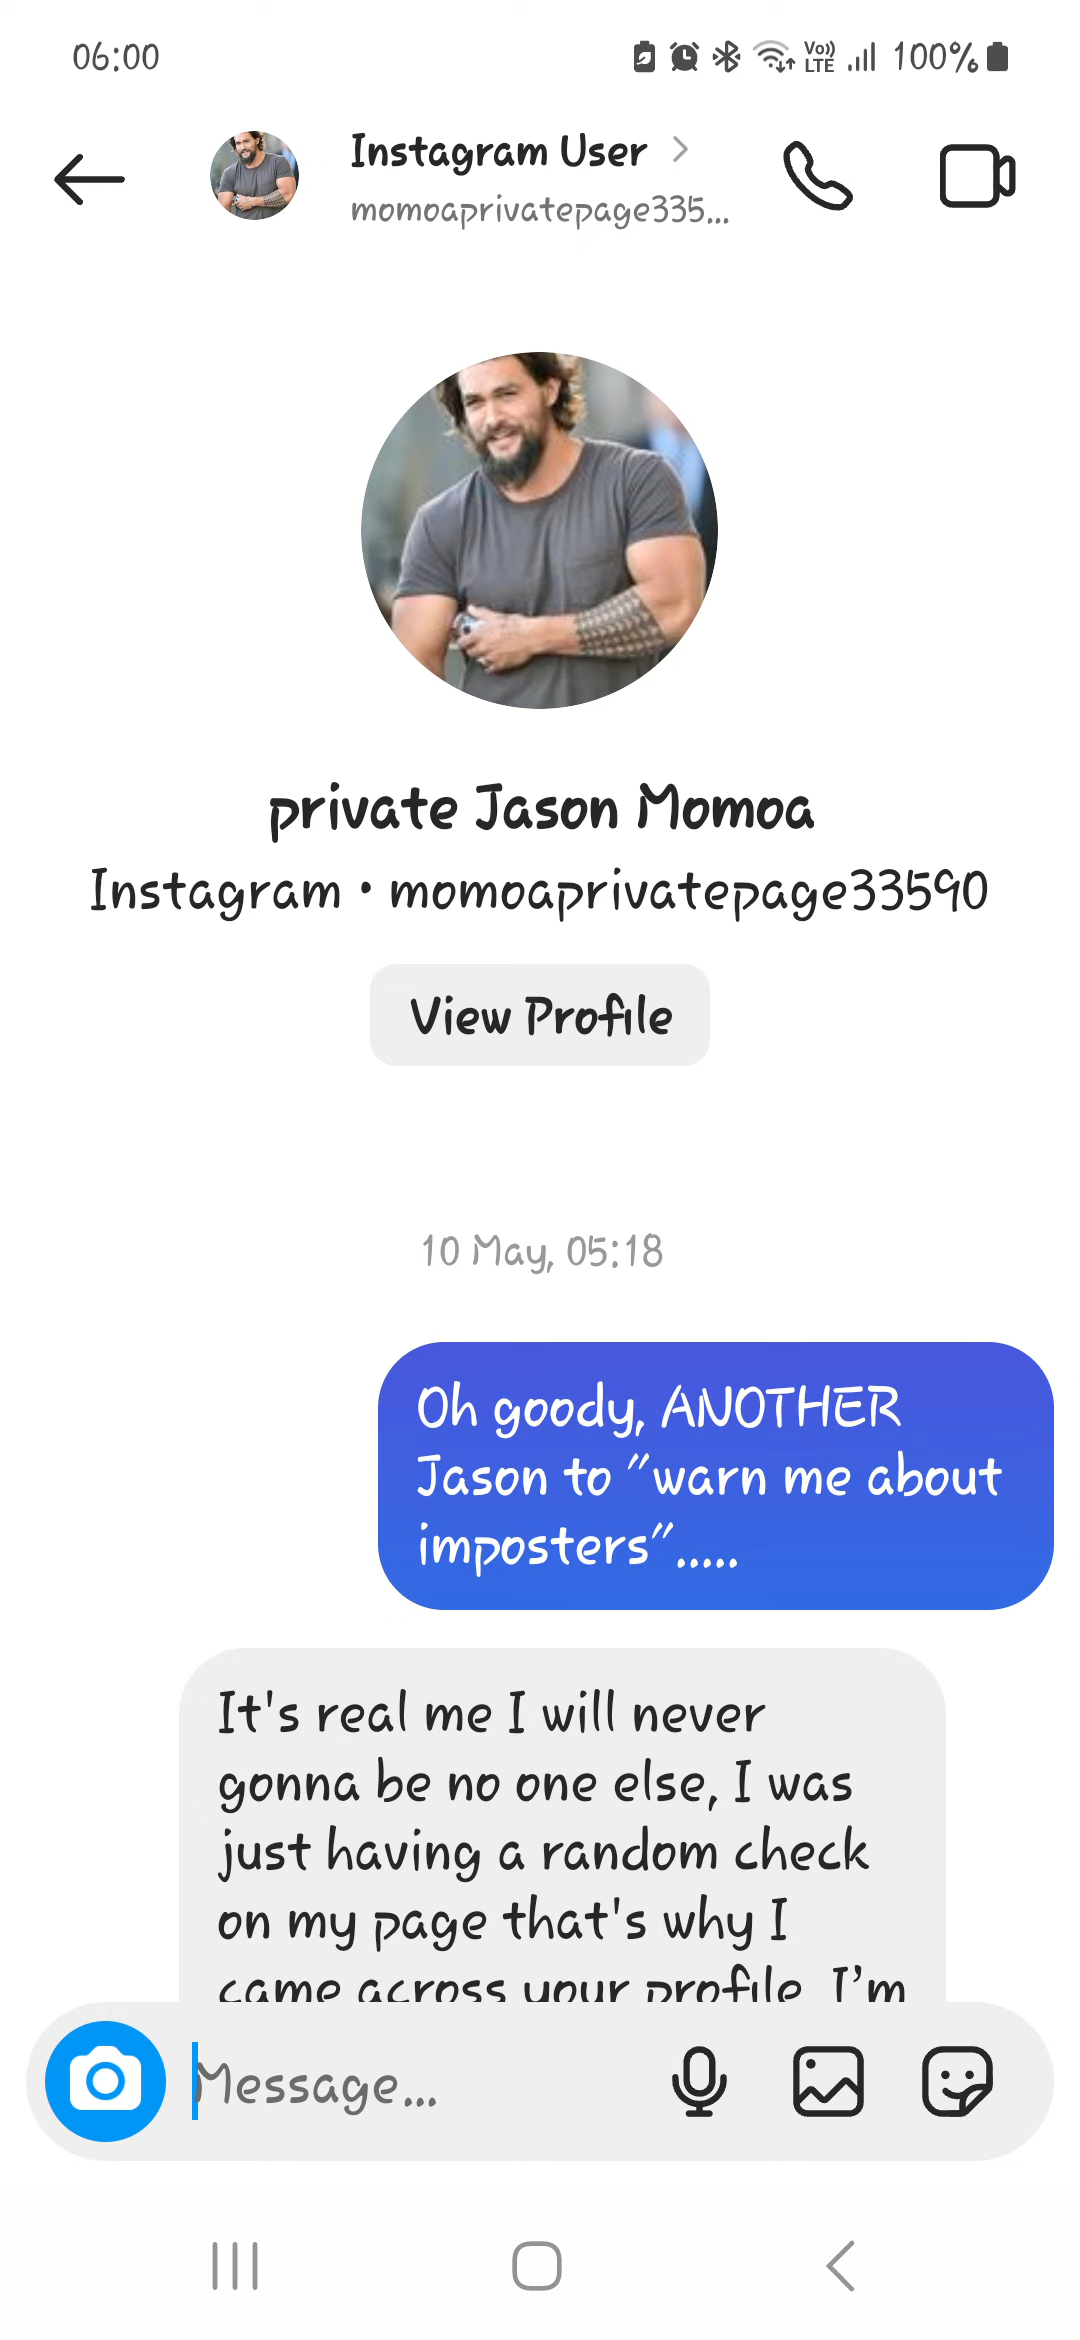 06:00 Vo)) LTE 100%
Instagram User
momoaprivatepage335...
private Jason Momoa
Instagram • momoaprivatepage33590
View Profile
10 May, 05:18
Oh goody, ANOTHER
Jason to "warn me about
imposters".....
It's real me I will never
gonna be no one else, I was
just having a random check
on my page that's why I
came across your profile I'm
Message...